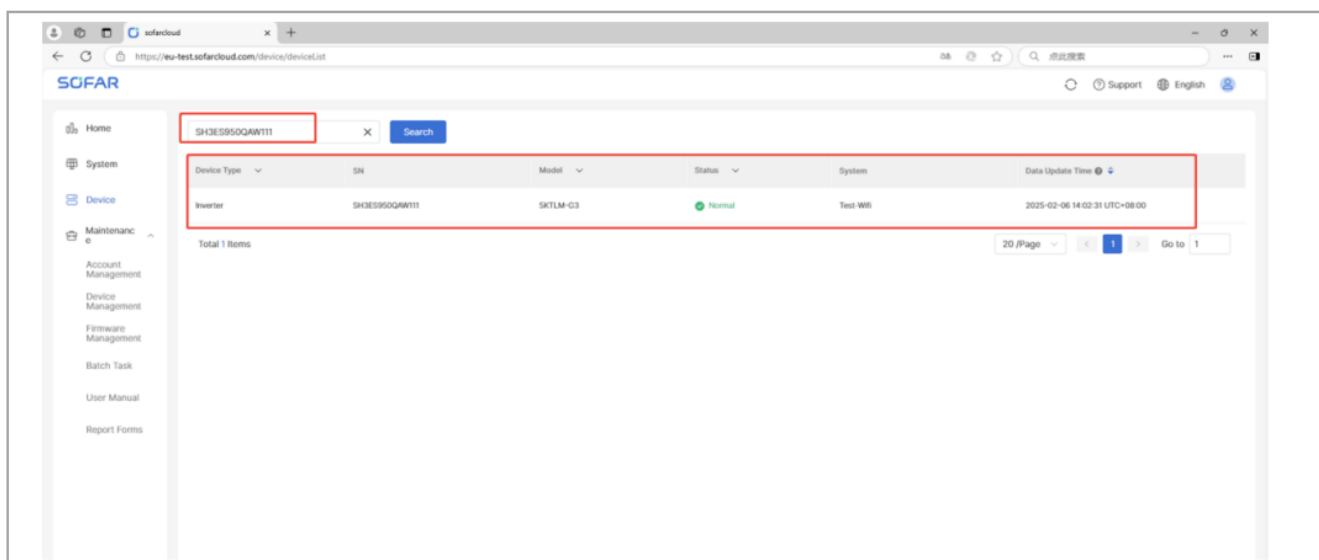 sofarcloud
https://eu-test.sofarcloud.com/device/deviceList
点此搜索
SOFAR
Support
English
Home
System
Device
Maintenanc
e
Account
Management
Device
Management
Firmware
Management
Batch Task
User Manual
Report Forms
SH3ES950QAW111
Search
Device Type SN Model Status System Data Update Time
Inverter SH3ES950QAW111 5KTLM-G3 Normal Test-Wifi 2025-02-06 14:02:31 UTC+08:00
Total 1 Items
20 /Page 1 Go to 1